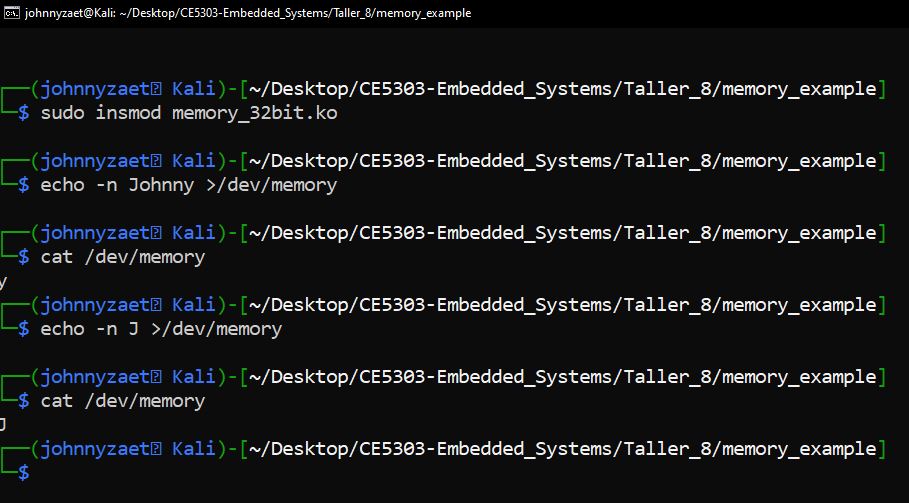 johnnyzaet@Kali: ~/Desktop/CE5303-Embedded_Systems/Taller_8/memory_example
┌──(johnnyzaet Kali)-[~/Desktop/CE5303-Embedded_Systems/Taller_8/memory_example]
└─$ sudo insmod memory_32bit.ko
┌──(johnnyzaet Kali)-[~/Desktop/CE5303-Embedded_Systems/Taller_8/memory_example]
└─$ echo -n Johnny >/dev/memory
┌──(johnnyzaet Kali)-[~/Desktop/CE5303-Embedded_Systems/Taller_8/memory_example]
└─$ cat /dev/memory
y
┌──(johnnyzaet Kali)-[~/Desktop/CE5303-Embedded_Systems/Taller_8/memory_example]
└─$ echo -n J >/dev/memory
┌──(johnnyzaet Kali)-[~/Desktop/CE5303-Embedded_Systems/Taller_8/memory_example]
└─$ cat /dev/memory
J
┌──(johnnyzaet Kali)-[~/Desktop/CE5303-Embedded_Systems/Taller_8/memory_example]
└─$